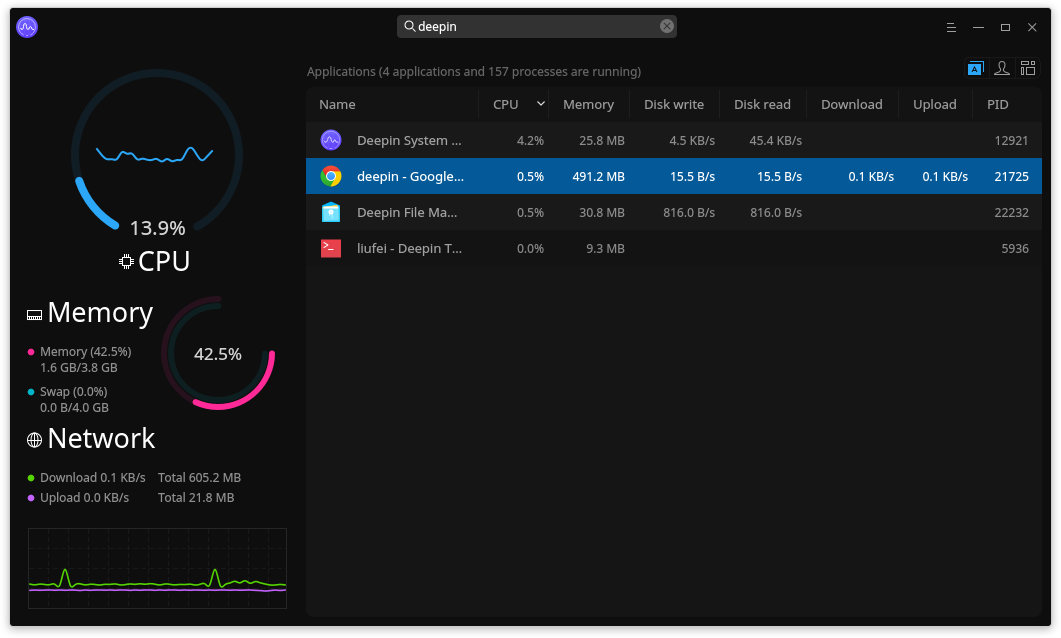 deepin
13.9%
CPU
Memory
Memory (42.5%)
1.6 GB/3.8 GB
Swap (0.0%)
0.0 B/4.0 GB
42.5%
Network
Download 0.1 KB/s Total 605.2 MB
Upload 0.0 KB/s Total 21.8 MB
Applications (4 applications and 157 processes are running)
A
Name CPU Memory Disk write Disk read Download Upload PID
Deepin System ... 4.2% 25.8 MB 4.5 KB/s 45.4 KB/s 12921
deepin - Google... 0.5% 491.2 MB 15.5 B/s 15.5 B/s 0.1 KB/s 0.1 KB/s 21725
Deepin File Ma... 0.5% 30.8 MB 816.0 B/s 816.0 B/s 22232
>_ liufei - Deepin T... 0.0% 9.3 MB 5936